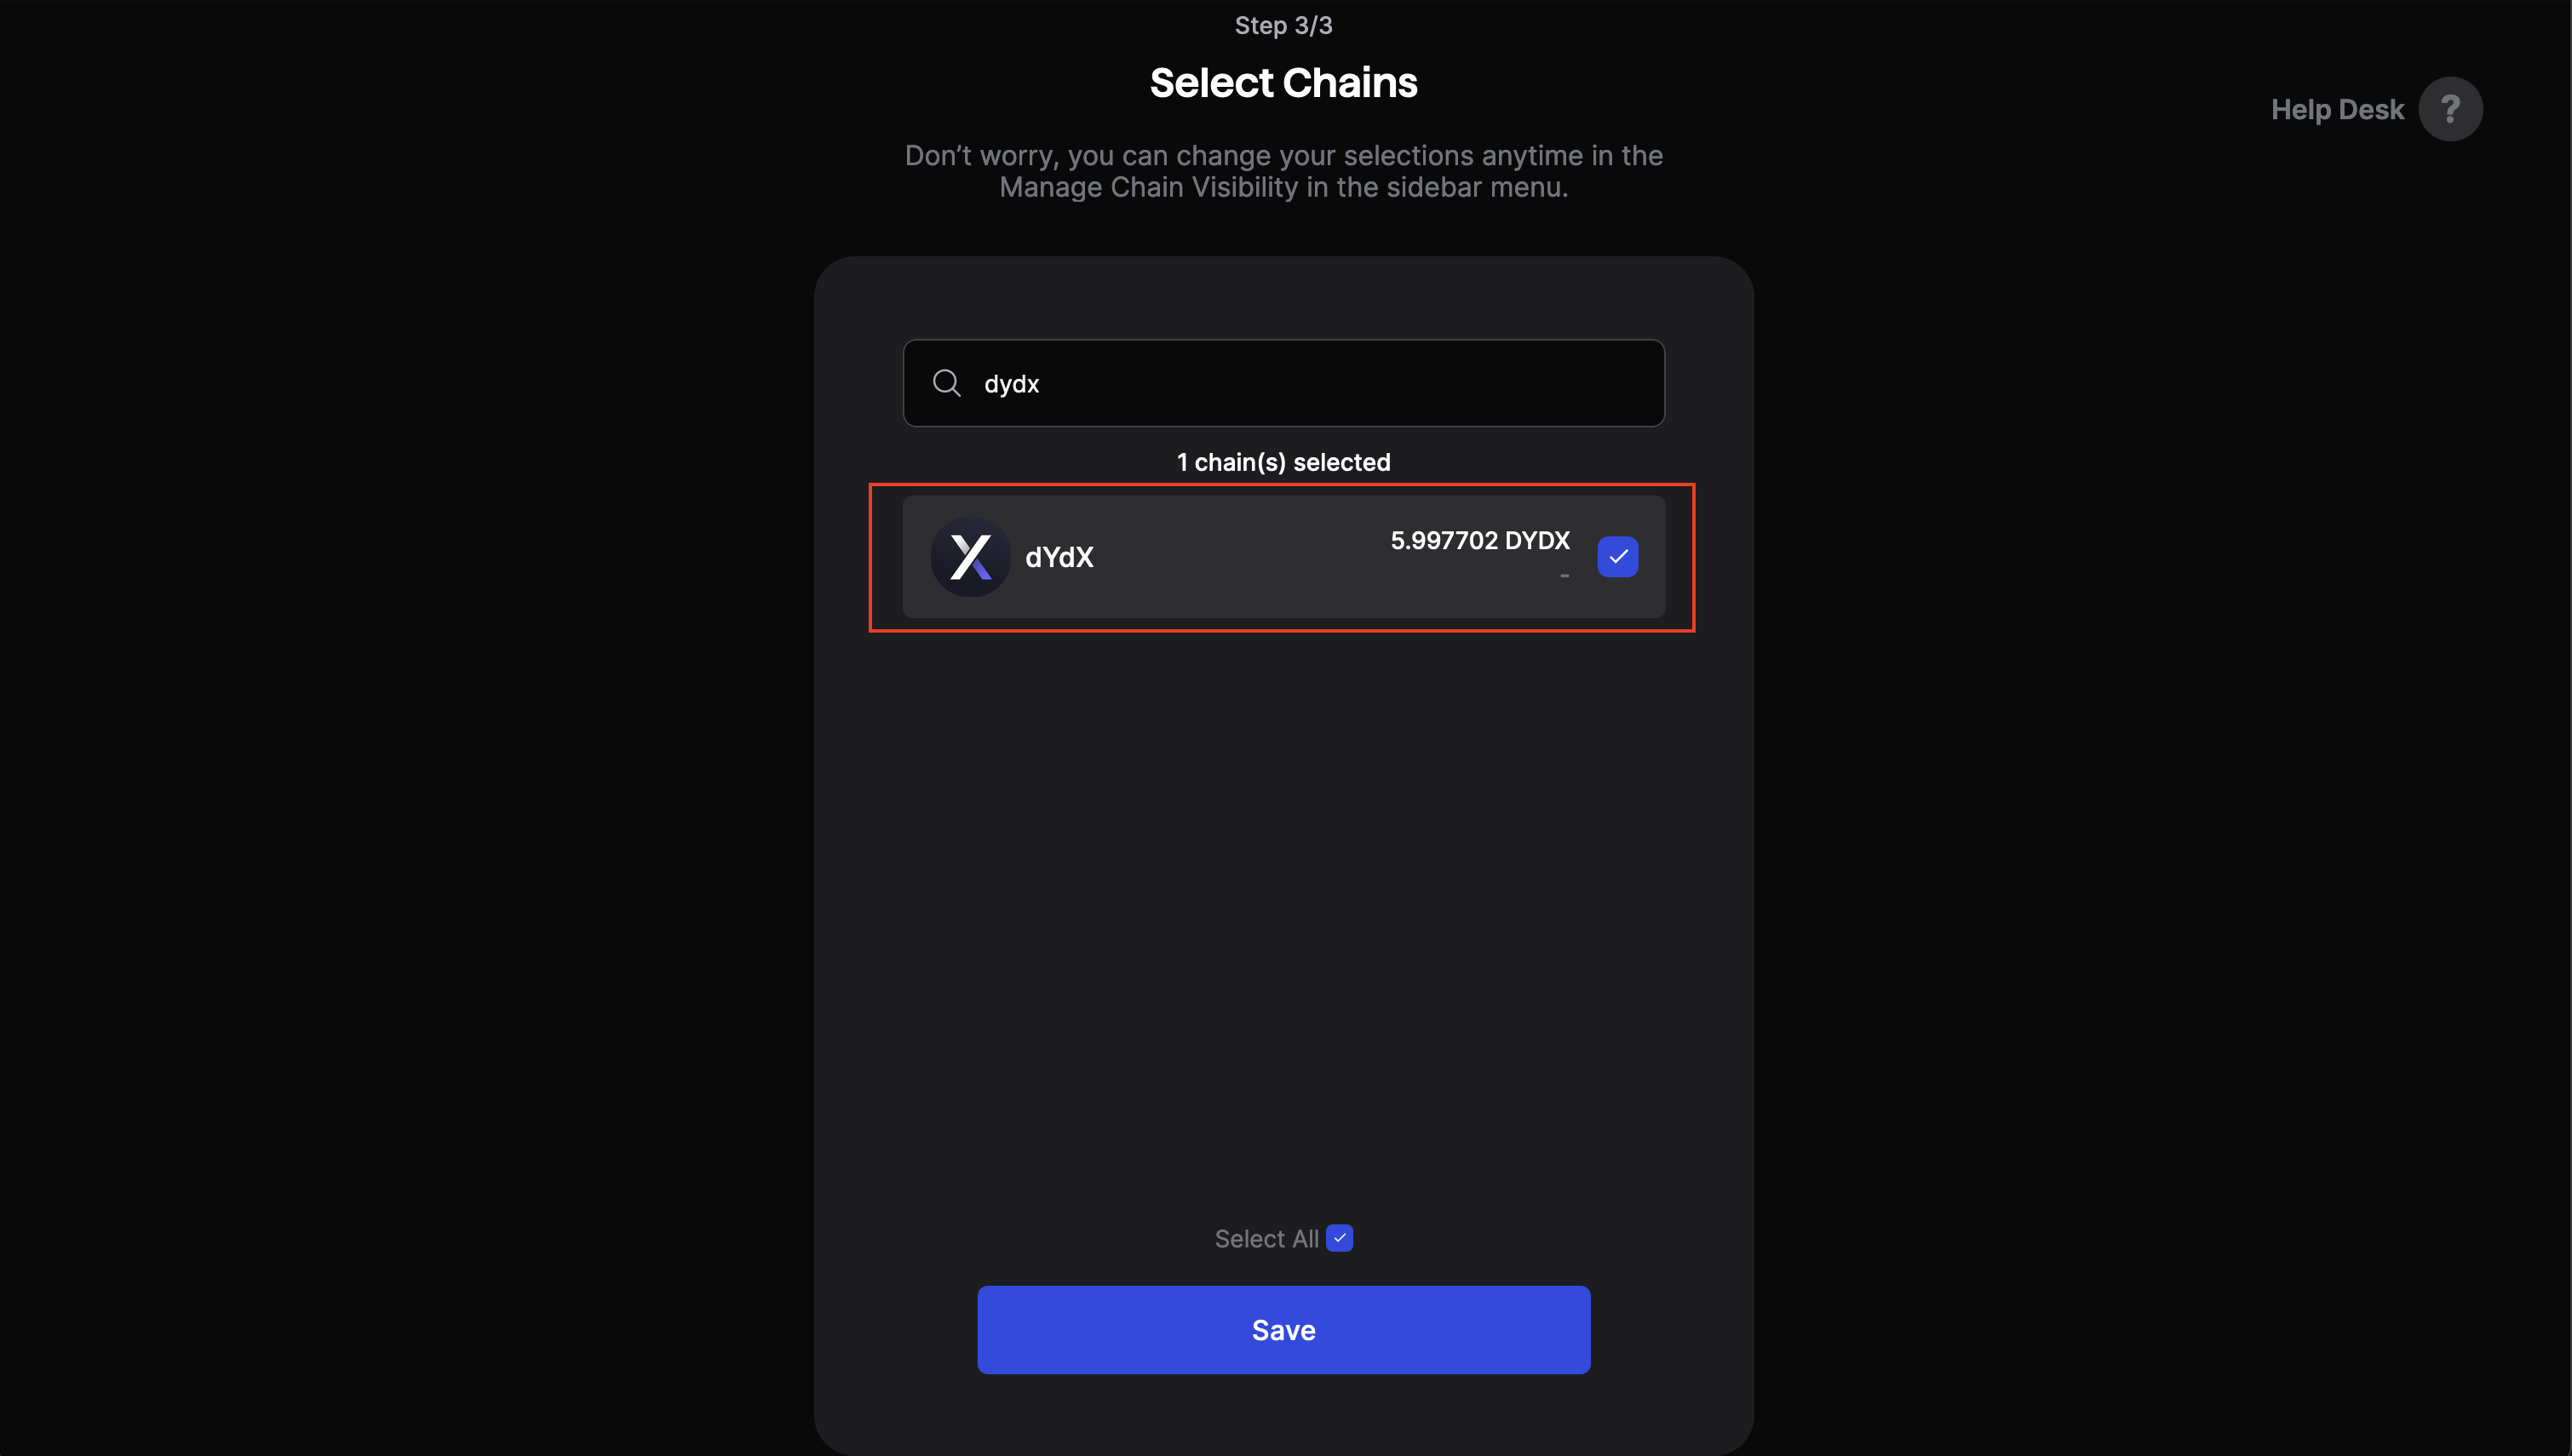 Step 3/3
Select Chains
Help Desk ?
Don’t worry, you can change your selections anytime in the
Manage Chain Visibility in the sidebar menu.
dydx
1 chain(s) selected
dYdX
5.997702 DYDX
-
Select All
Save